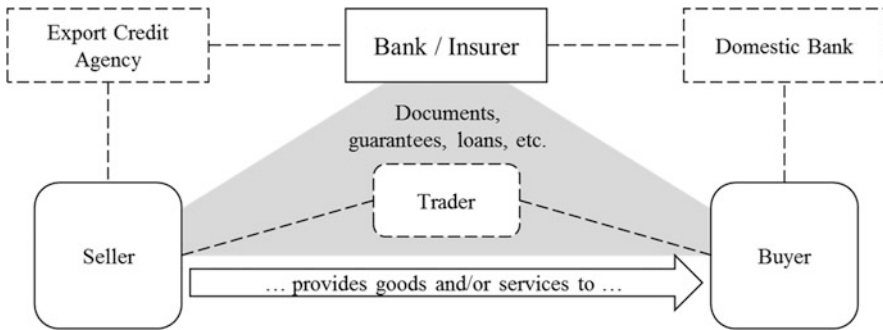 Export Credit
Agency
Bank / Insurer
Domestic Bank
Documents,
guarantees, loans, etc.
Trader
Seller
Buyer
… provides goods and/or services to …